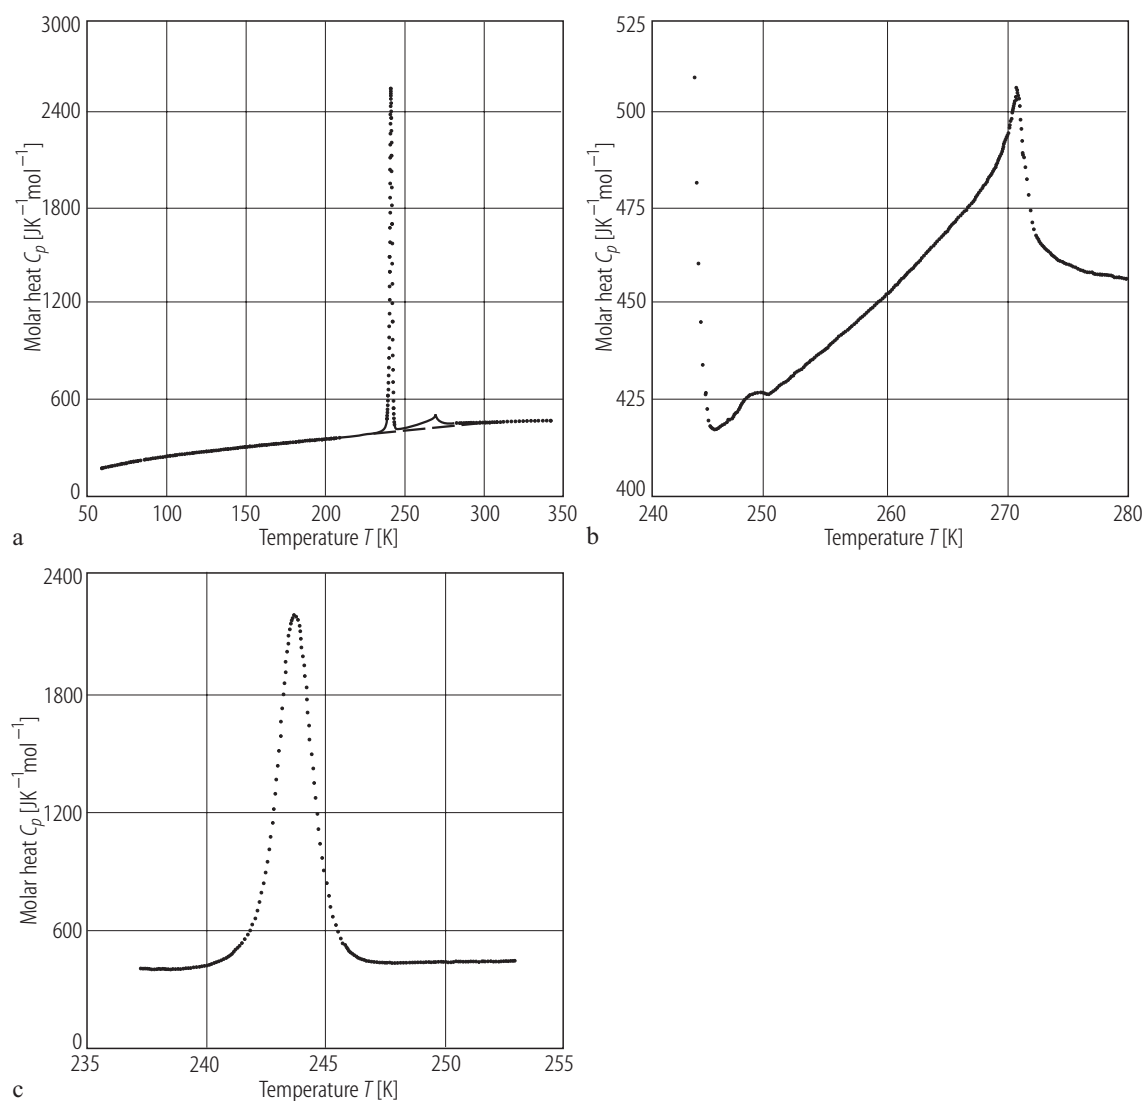 3000
2400
1800
1200
600
0
Molar heat Cp [JK−1mol−1]
50 100 150 200 250 300 350
Temperature T [K]
a
525
500
475
450
425
400
Molar heat Cp [JK−1mol−1]
240 250 260 270 280
Temperature T [K]
b
2400
1800
1200
600
0
Molar heat Cp [JK−1mol−1]
235 240 245 250 255
Temperature T [K]
c